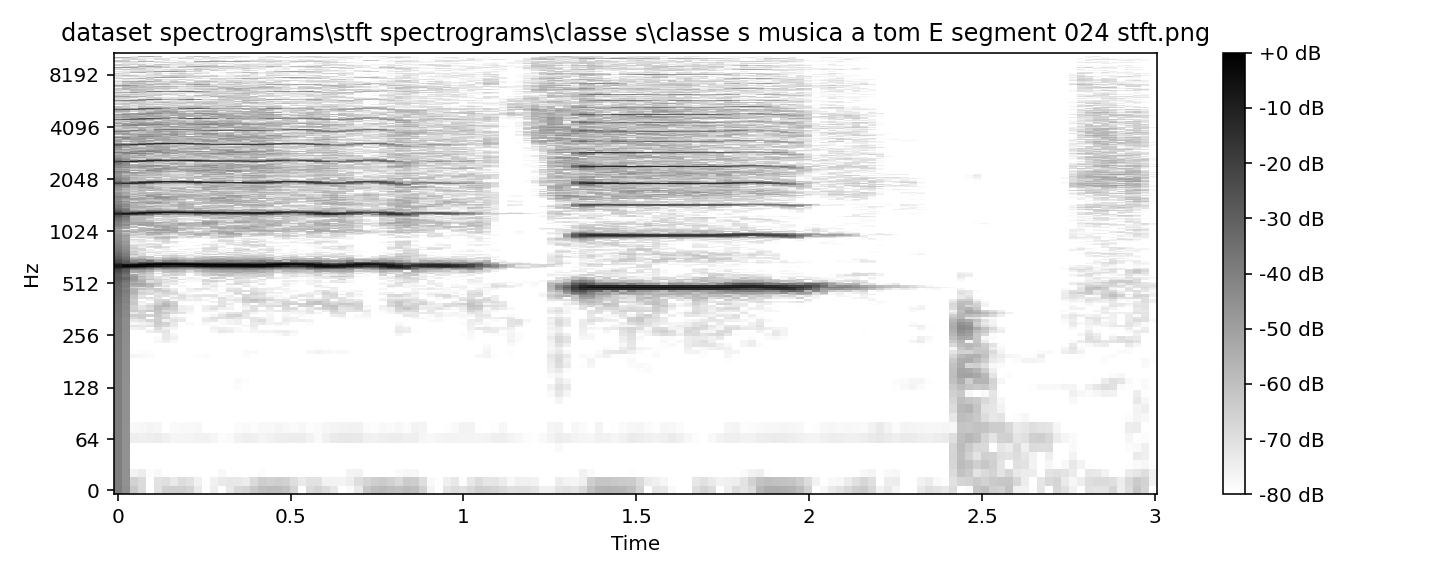 dataset spectrograms\stft spectrograms\classe s\classe s musica a tom E segment 024 stft.png
8192
4096
2048
1024
512
256
128
64
0
Hz
0
0.5
1
1.5
2
2.5
3
Time
+0 dB
-10 dB
-20 dB
-30 dB
-40 dB
-50 dB
-60 dB
-70 dB
-80 dB